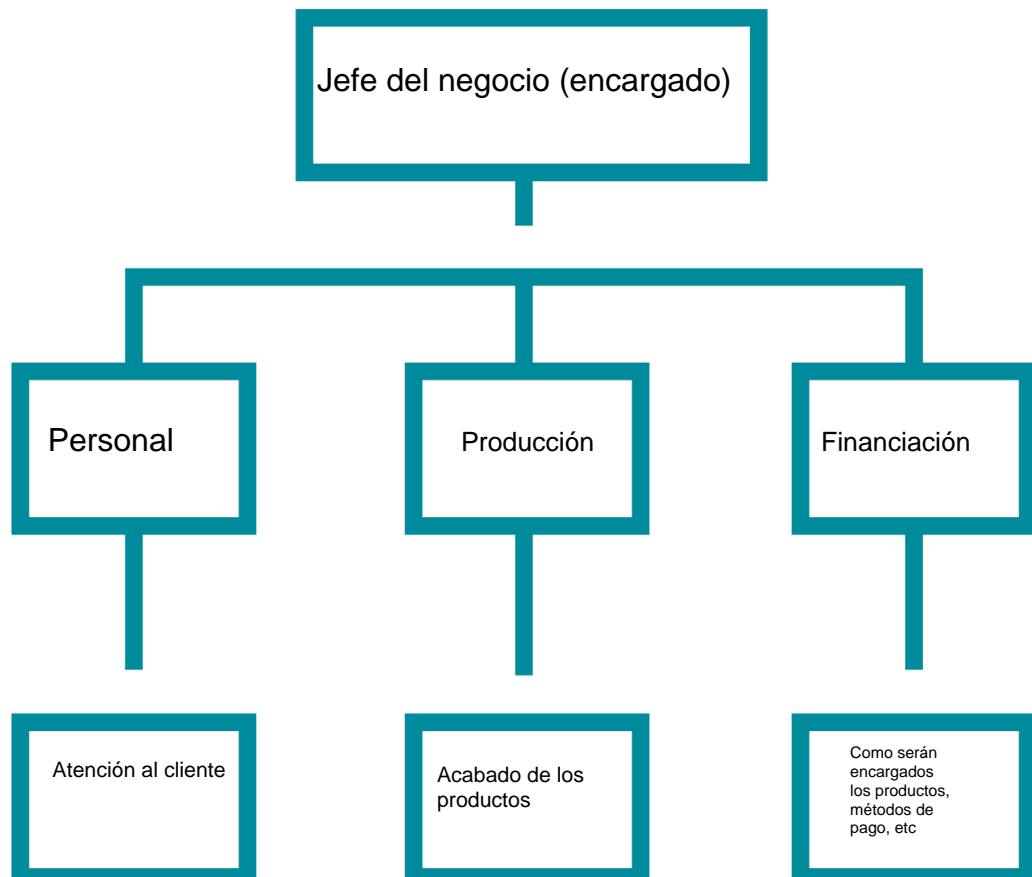 Jefe del negocio (encargado)
Personal
Producción
Financiación
Atención al cliente
Acabado de los
productos
Como serán
encargados
los productos,
métodos de
pago, etc